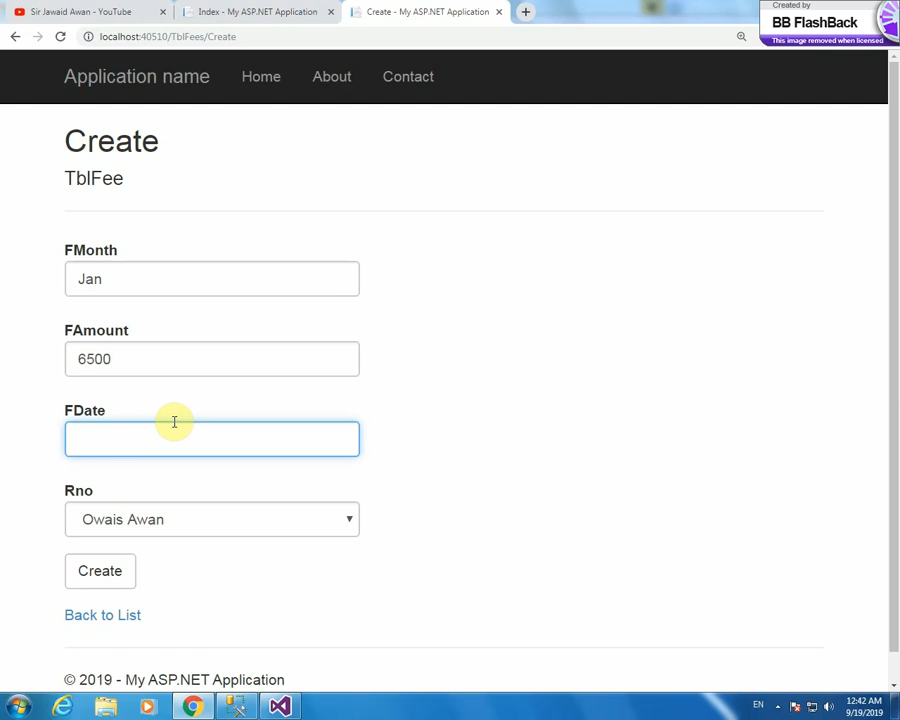 Sir Jawaid Awan - YouTube
Index - My ASP.NET Application
Create - My ASP.NET Application
Created by
BB FlashBack
This image removed when licensed
localhost:40510/TblFees/Create
Application name
Home
About
Contact
Create
TblFee
FMonth
Jan
FAmount
6500
FDate
Rno
Owais Awan
Create
Back to List
© 2019 - My ASP.NET Application
EN
12:42 AM
9/19/2019